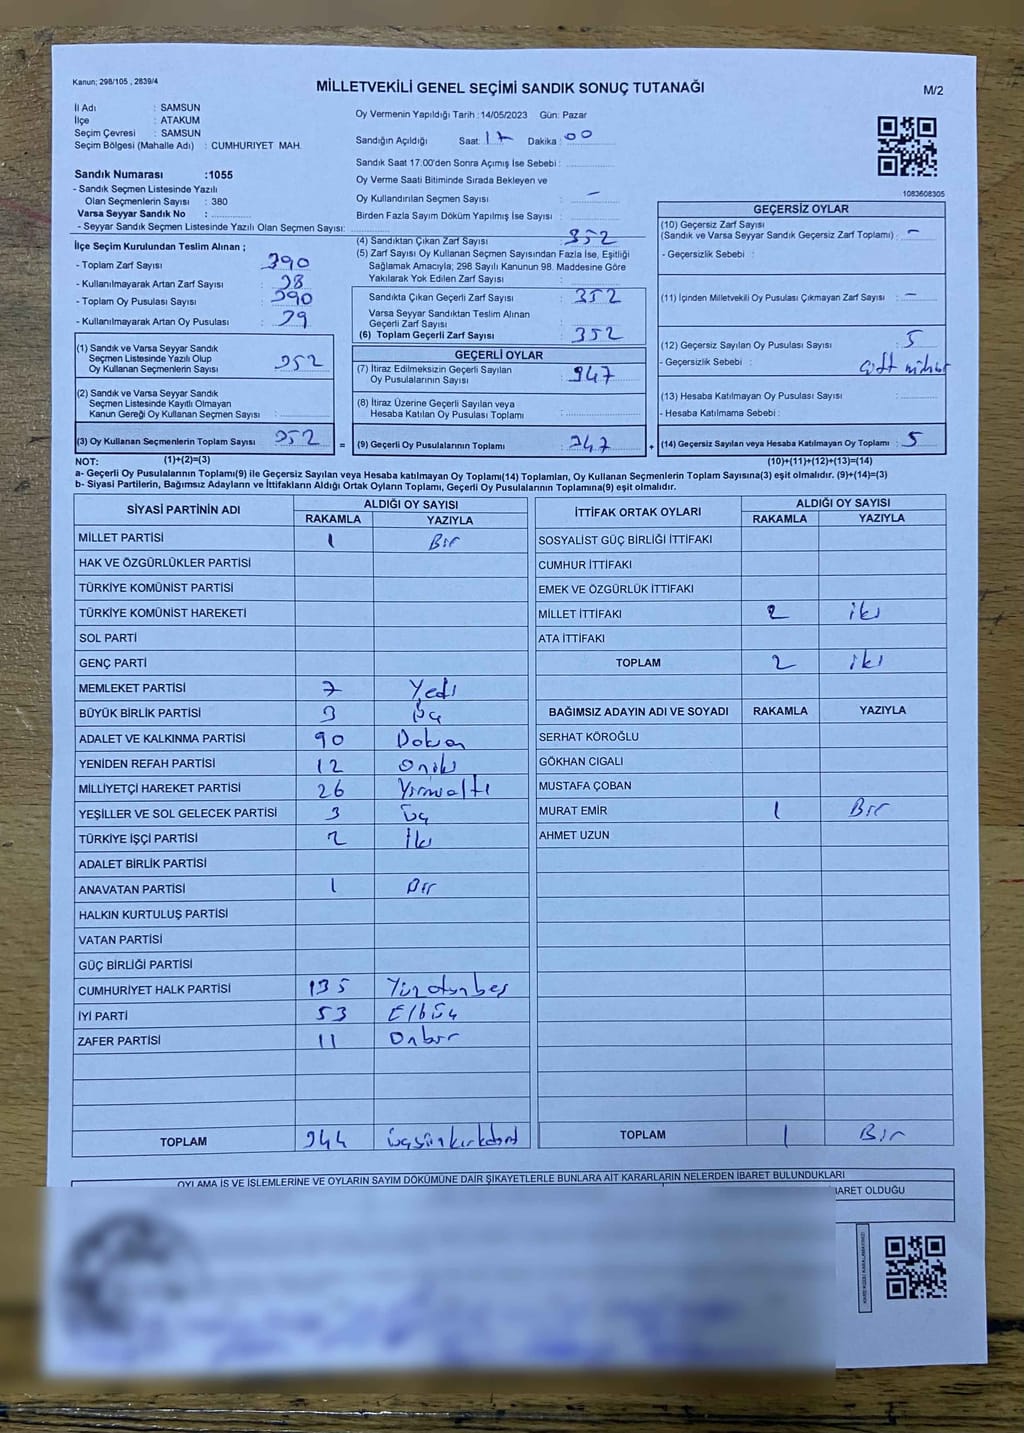 Kanun; 298/105 , 2839/4
MİLLETVEKİLİ GENEL SEÇİMİ SANDIK SONUÇ TUTANAĞI
M/2
İl Adı : SAMSUN
İlçe : ATAKUM
Seçim Çevresi : SAMSUN
Seçim Bölgesi (Mahalle Adı) : CUMHURIYET MAH.
Oy Vermenin Yapıldığı Tarih : 14/05/2023 Gün: Pazar
Sandığın Açıldığı Saat: 17 Dakika : 00
Sandık Saat 17:00'den Sonra Açımış İse Sebebi :
Oy Verme Saati Bitiminde Sırada Bekleyen ve
Oy Kullandırılan Seçmen Sayısı : –
Birden Fazla Sayım Döküm Yapılmış İse Sayısı :
Sandık Numarası :1055
- Sandık Seçmen Listesinde Yazılı
Olan Seçmenlerin Sayısı : 380
Varsa Seyyar Sandık No :
- Seyyar Sandık Seçmen Listesinde Yazılı Olan Seçmen Sayısı:
İlçe Seçim Kurulundan Teslim Alınan ;
- Toplam Zarf Sayısı : 390
- Kullanılmayarak Artan Zarf Sayısı : 38
- Toplam Oy Pusulası Sayısı : 390
- Kullanılmayarak Artan Oy Pusulası :
(4) Sandıktan Çıkan Zarf Sayısı : 352
(5) Zarf Sayısı Oy Kullanan Seçmen Sayısından Fazla İse, Eşitliği
Sağlamak Amacıyla; 298 Sayılı Kanunun 98. Maddesine Göre
Yakılarak Yok Edilen Zarf Sayısı :
Sandıkta Çıkan Geçerli Zarf Sayısı : 352
Varsa Seyyar Sandıktan Teslim Alınan
Geçerli Zarf Sayısı :
(6) Toplam Geçerli Zarf Sayısı : 352
1083608305
GEÇERSİZ OYLAR
(10) Geçersiz Zarf Sayısı
(Sandık ve Varsa Seyyar Sandık Geçersiz Zarf Toplamı) : –
- Geçersizlik Sebebi :
(11) İçinden Milletvekili Oy Pusulası Çıkmayan Zarf Sayısı : –
(12) Geçersiz Sayılan Oy Pusulası Sayısı : 5
- Geçersizlik Sebebi : çift mühür
(13) Hesaba Katılmayan Oy Pusulası Sayısı :
- Hesaba Katılmama Sebebi :
(14) Geçersiz Sayılan veya Hesaba Katılmayan Oy Toplamı : 5
(10)+(11)+(12)+(13)=(14)
(1) Sandık ve Varsa Seyyar Sandık
Seçmen Listesinde Yazılı Olup
Oy Kullanan Seçmenlerin Sayısı : 352
(2) Sandık ve Varsa Seyyar Sandık
Seçmen Listesinde Kayıtlı Olmayan
Kanun Gereği Oy Kullanan Seçmen Sayısı :
(3) Oy Kullanan Seçmenlerin Toplam Sayısı : 352 =
(1)+(2)=(3)
GEÇERLİ OYLAR
(7) İtiraz Edilmeksizin Geçerli Sayılan
Oy Pusulalarının Sayısı : 347
(8) İtiraz Üzerine Geçerli Sayılan veya
Hesaba Katılan Oy Pusulası Toplamı :
(9) Geçerli Oy Pusulalarının Toplamı : 347 +
NOT:
a- Geçerli Oy Pusulalarının Toplamı(9) ile Geçersiz Sayılan veya Hesaba katılmayan Oy Toplamı(14) Toplamları, Oy Kullanan Seçmenlerin Toplam Sayısına(3) eşit olmalıdır. (9)+(14)=(3)
b- Siyasi Partilerin, Bağımsız Adayların ve İttifakların Aldığı Ortak Oyların Toplamı, Geçerli Oy Pusulalarının Toplamına(9) eşit olmalıdır.
SİYASİ PARTİNİN ADI ALDIĞI OY SAYISI
RAKAMLA YAZIYLA
MİLLET PARTİSİ 1 Bir
HAK VE ÖZGÜRLÜKLER PARTİSİ
TÜRKİYE KOMÜNİST PARTİSİ
TÜRKİYE KOMÜNİST HAREKETİ
SOL PARTİ
GENÇ PARTİ
MEMLEKET PARTİSİ 7 Yedi
BÜYÜK BİRLİK PARTİSİ 3 Üç
ADALET VE KALKINMA PARTİSİ 90 Doksan
YENİDEN REFAH PARTİSİ 12 Oniki
MİLLİYETÇİ HAREKET PARTİSİ 26 Yirmialtı
YEŞİLLER VE SOL GELECEK PARTİSİ 3 Üç
TÜRKİYE İŞÇİ PARTİSİ 2 İki
ADALET BİRLİK PARTİSİ
ANAVATAN PARTİSİ 1 Bir
HALKIN KURTULUŞ PARTİSİ
VATAN PARTİSİ
GÜÇ BİRLİĞİ PARTİSİ
CUMHURİYET HALK PARTİSİ 135 Yüzotuzbeş
İYİ PARTİ 53 Elliüç
ZAFER PARTİSİ 11 Onbir
TOPLAM 344 üçyüzkırkdört
İTTİFAK ORTAK OYLARI ALDIĞI OY SAYISI
RAKAMLA YAZIYLA
SOSYALİST GÜÇ BİRLİĞİ İTTİFAKI
CUMHUR İTTİFAKI
EMEK VE ÖZGÜRLÜK İTTİFAKI
MİLLET İTTİFAKI 2 iki
ATA İTTİFAKI
TOPLAM 2 iki
BAĞIMSIZ ADAYIN ADI VE SOYADI RAKAMLA YAZIYLA
SERHAT KÖROĞLU
GÖKHAN CIGALI
MUSTAFA ÇOBAN
MURAT EMİR 1 Bir
AHMET UZUN
TOPLAM 1 Bir
OYLAMA İŞ VE İŞLEMLERİNE VE OYLARIN SAYIM DÖKÜMÜNE DAİR ŞİKAYETLERLE BUNLARA AİT KARARLARIN NELERDEN İBARET BULUNDUKLARI
İBARET OLDUĞU